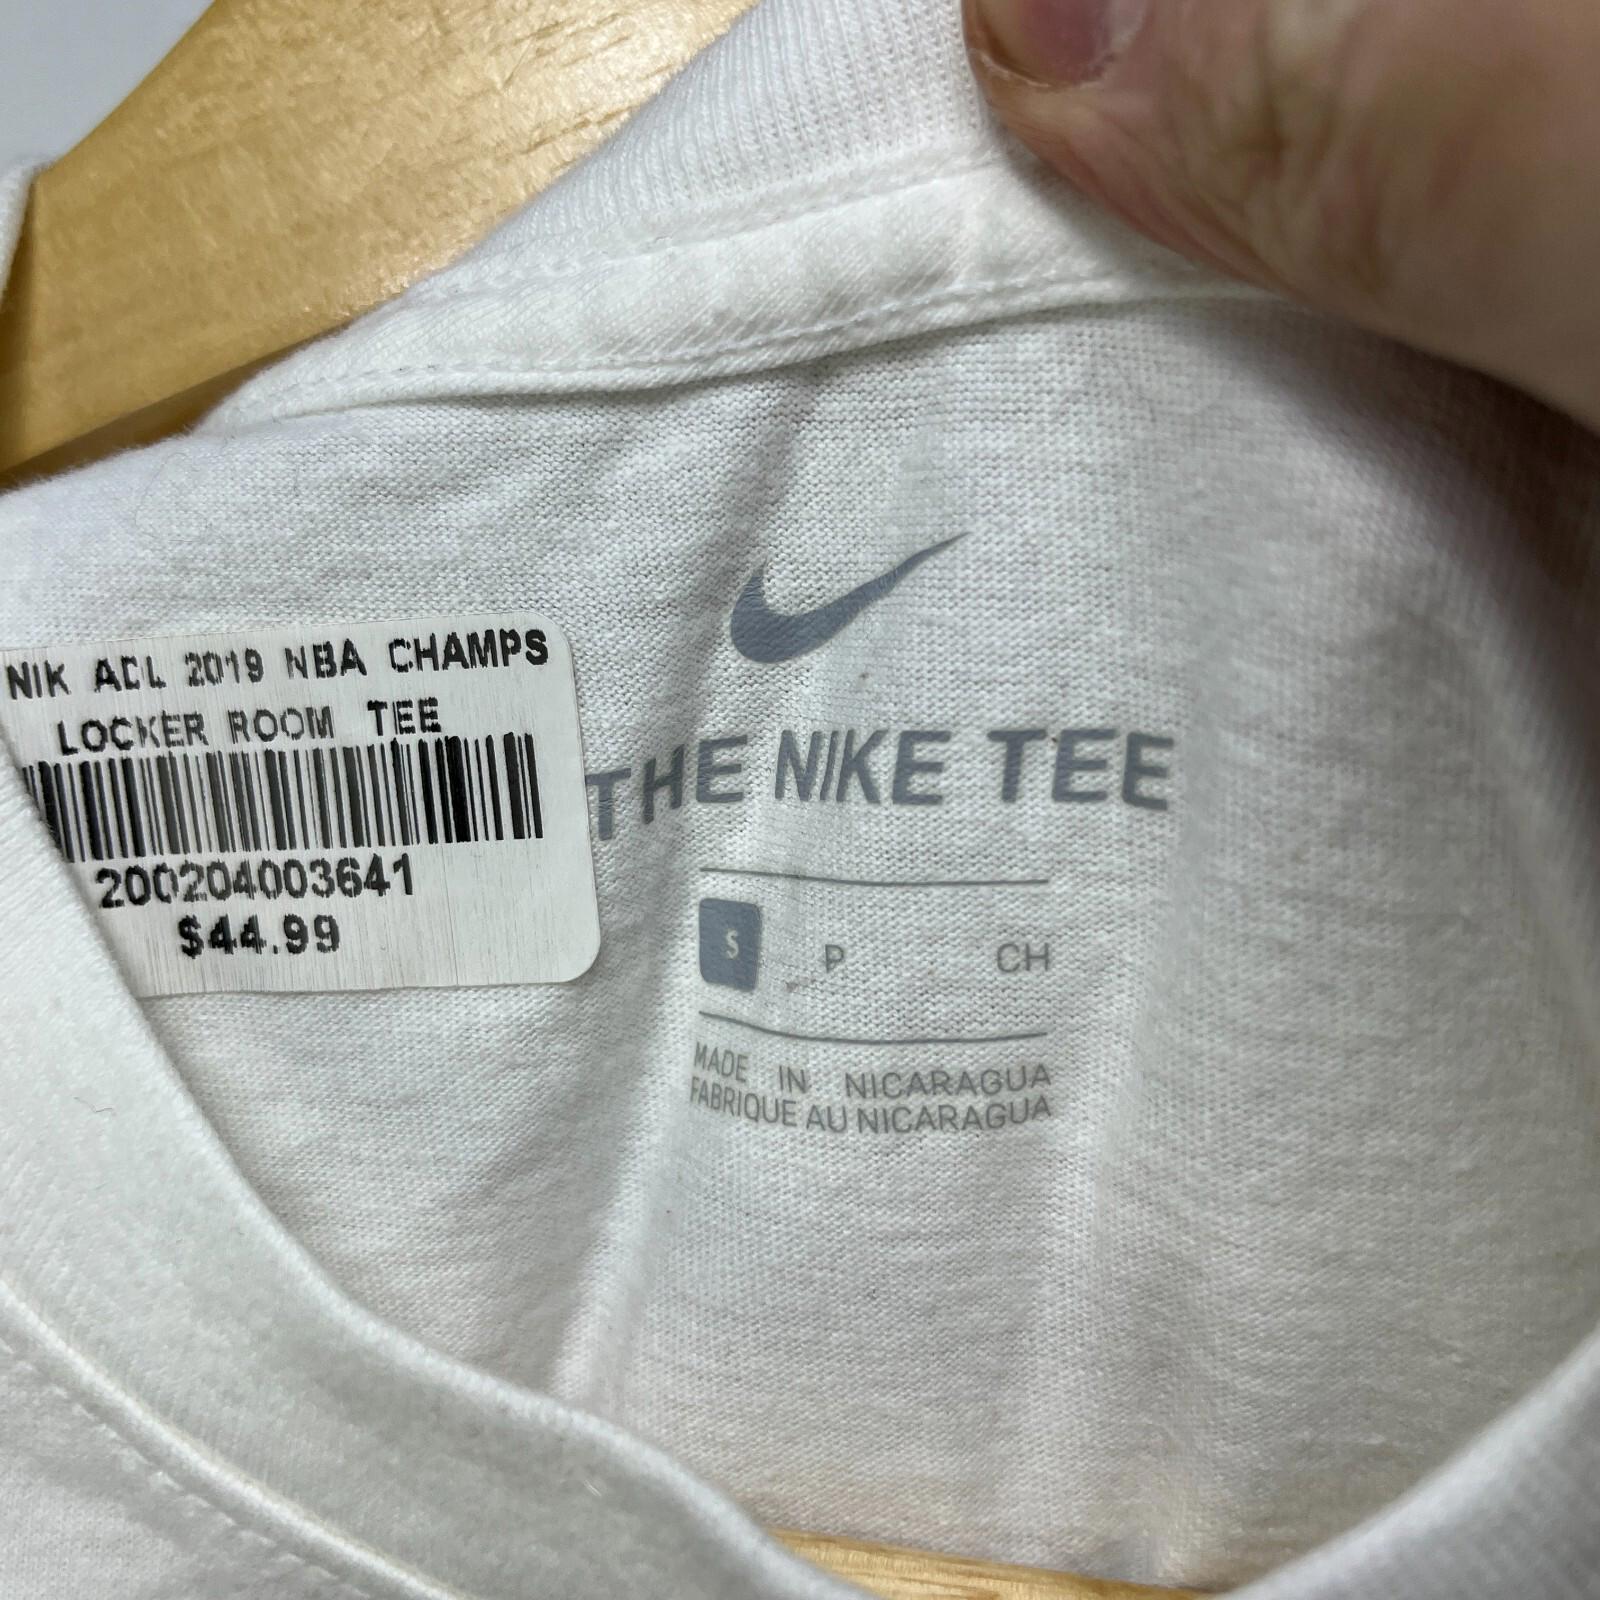 NIK ADL 2019 NBA CHAMPS
LOCKER ROOM TEE
200204003641
$44.99
THE NIKE TEE
S P CH
MADE IN NICARAGUA
FABRIQUE AU NICARAGUA